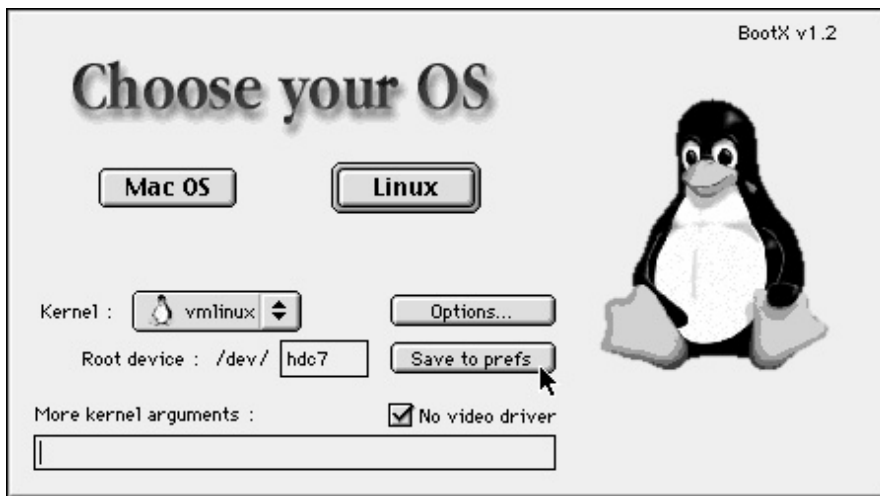 BootX v1.2
Choose your OS
Mac OS
Linux
Kernel :
vmlinux
Options...
Root device : /dev/ hdc7
Save to prefs
More kernel arguments :
No video driver